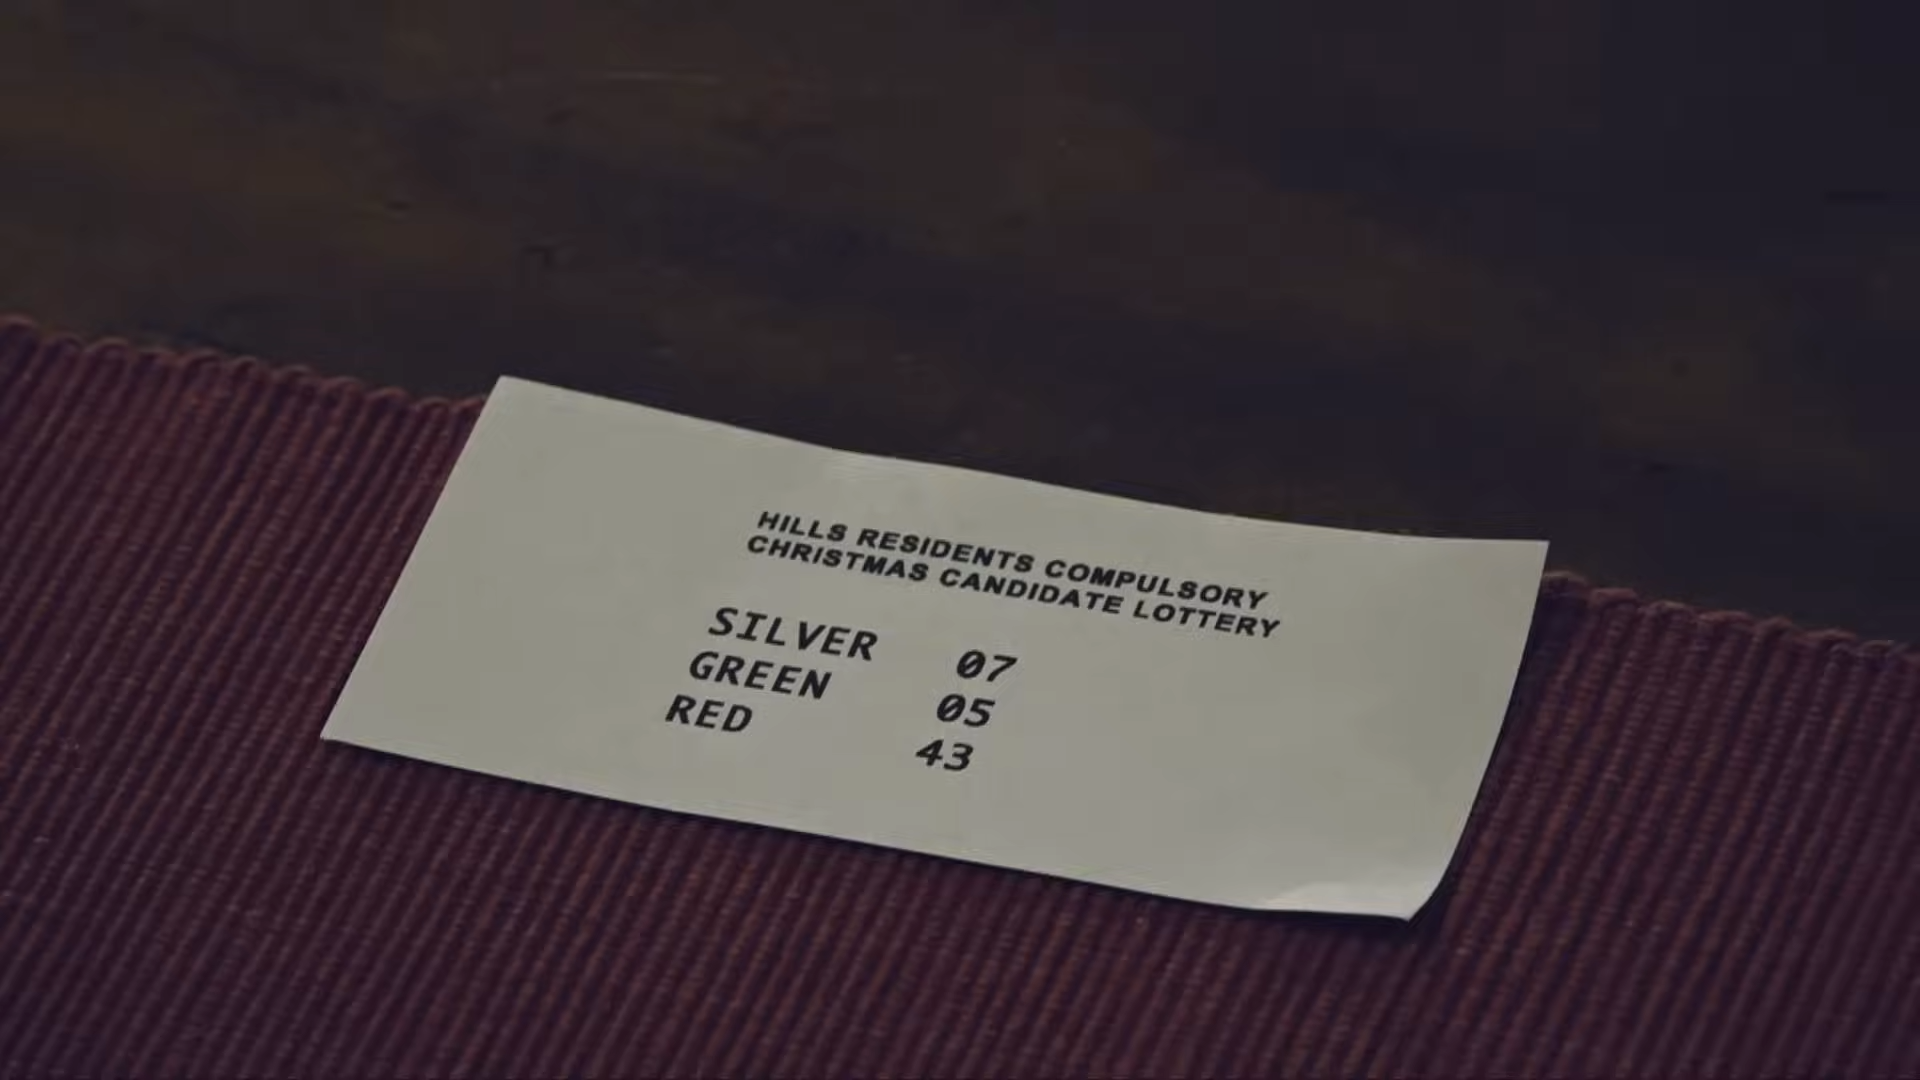 HILLS RESIDENTS COMPULSORY
CHRISTMAS CANDIDATE LOTTERY
SILVER 07
GREEN 05
RED 43